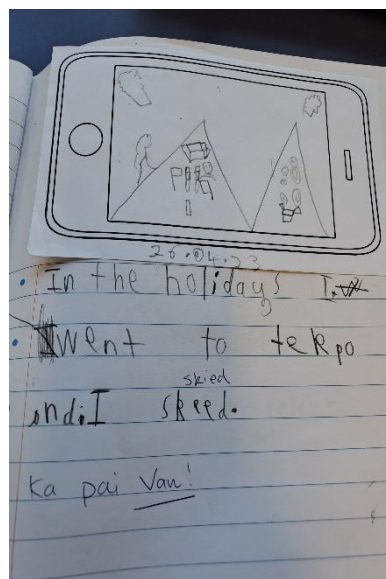 26.04.23
In the holidays I
went to tekpo
skied
and I skeed.
Ka pai Van!